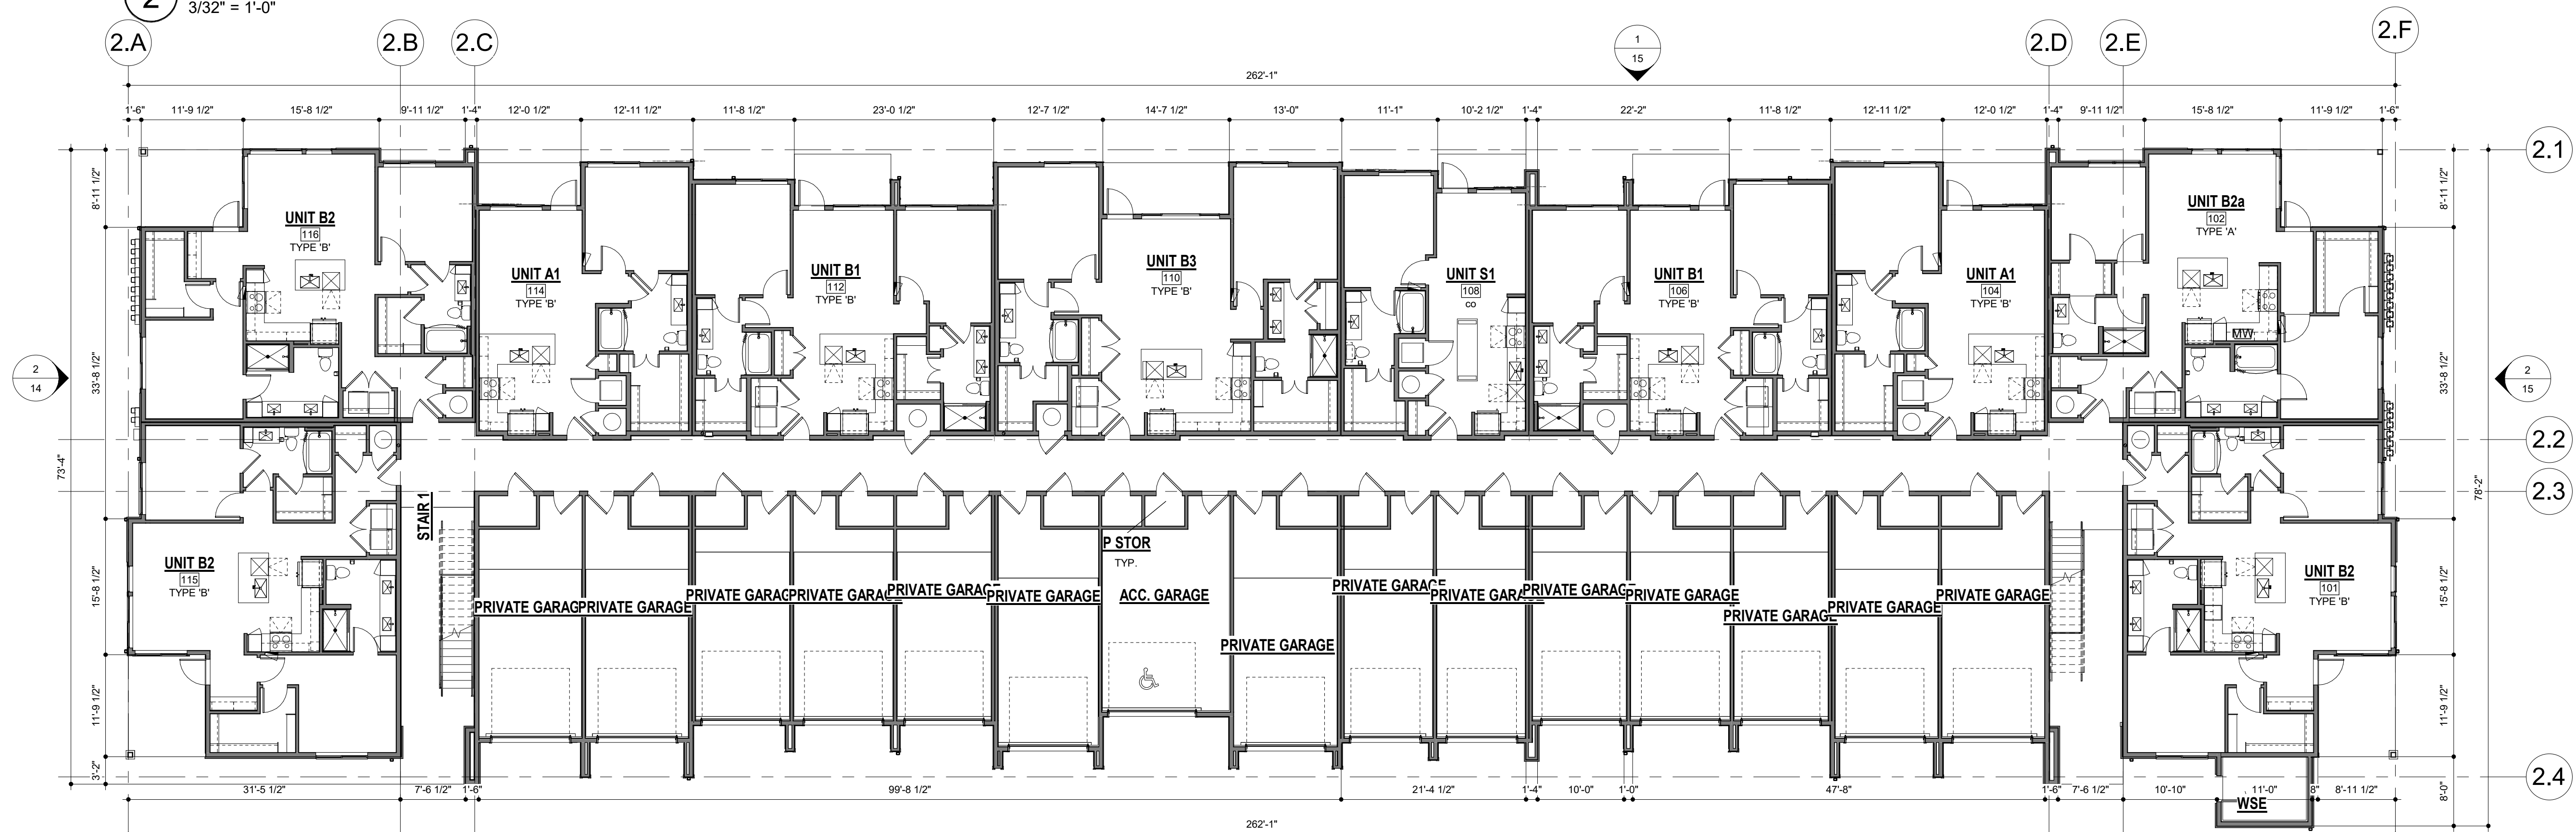 2
3/32" = 1'-0"
2.A
2.B
2.C
2.D
2.E
2.F
1
15
262'-1"
1'-6"
11'-9 1/2"
15'-8 1/2"
9'-11 1/2"
1'-4"
12'-0 1/2"
12'-11 1/2"
11'-8 1/2"
23'-0 1/2"
12'-7 1/2"
14'-7 1/2"
13'-0"
11'-1"
10'-2 1/2"
1'-4"
22'-2"
11'-8 1/2"
12'-11 1/2"
12'-0 1/2"
1'-4"
9'-11 1/2"
15'-8 1/2"
11'-9 1/2"
1'-6"
2.1
2.2
2.3
2.4
8'-11 1/2"
33'-8 1/2"
73'-4"
15'-8 1/2"
11'-9 1/2"
3'-2"
2
14
UNIT B2
116
TYPE 'B'
UNIT A1
114
TYPE 'B'
UNIT B1
112
TYPE 'B'
UNIT B3
110
TYPE 'B'
UNIT S1
108
co
UNIT B1
106
TYPE 'B'
UNIT A1
104
TYPE 'B'
UNIT B2a
102
TYPE 'A'
MW
8'-11 1/2"
33'-8 1/2"
78'-2"
15'-8 1/2"
11'-9 1/2"
8'-0"
2
15
STAIR 1
UNIT B2
115
TYPE 'B'
P STOR
TYP.
PRIVATE GARAGE
PRIVATE GARAGE
PRIVATE GARAGE
PRIVATE GARAGE
PRIVATE GARAGE
PRIVATE GARAGE
ACC. GARAGE
PRIVATE GARAGE
PRIVATE GARAGE
PRIVATE GARAGE
PRIVATE GARAGE
PRIVATE GARAGE
PRIVATE GARAGE
PRIVATE GARAGE
PRIVATE GARAGE
UNIT B2
101
TYPE 'B'
WSE
31'-5 1/2"
7'-6 1/2"
1'-6"
99'-8 1/2"
21'-4 1/2"
1'-4"
10'-0"
1'-0"
47'-8"
1'-6"
7'-6 1/2"
10'-10"
11'-0"
8"
8'-11 1/2"
262'-1"